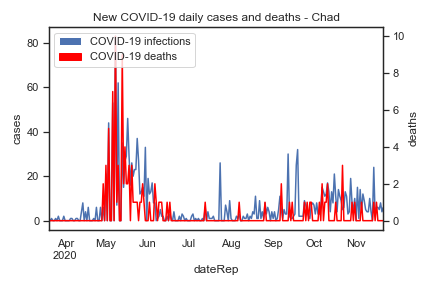 New COVID-19 daily cases and deaths - Chad
COVID-19 infections
COVID-19 deaths
80
60
40
20
0
cases
10
8
6
4
2
0
deaths
Apr May Jun Jul Aug Sep Oct Nov
2020
dateRep